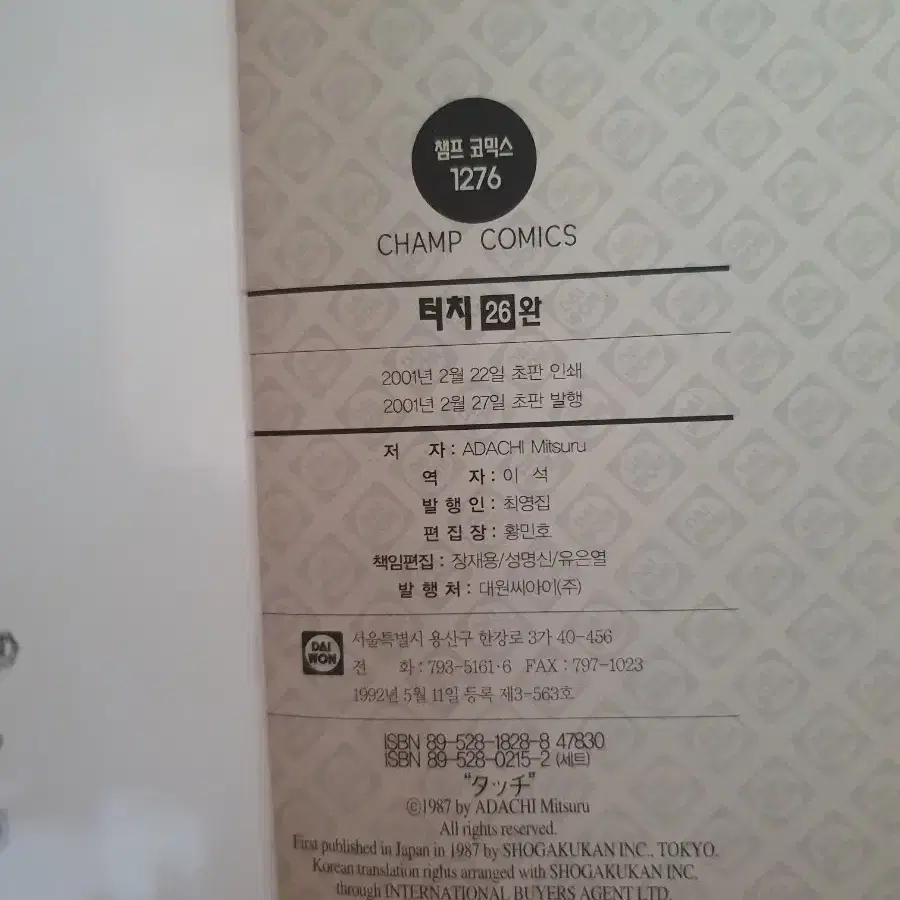 챔프 코믹스
1276
CHAMP COMICS
터치 26 완
2001년 2월 22일 초판 인쇄
2001년 2월 27일 초판 발행
저 자 : ADACHI Mitsuru
역 자 : 이 석
발 행 인 : 최영집
편 집 장 : 황민호
책임편집 : 장재용/성명신/유은열
발 행 처 : 대원씨아이(주)
DAI
WON
서울특별시 용산구 한강로 3가 40-456
전 화 : 793-5161·6 FAX : 797-1023
1992년 5월 11일 등록 제3-563호
ISBN 89-528-1828-8 47830
ISBN 89-528-0215-2 (세트)
“タッチ”
©1987 by ADACHI Mitsuru
All rights reserved.
First published in Japan in 1987 by SHOGAKUKAN INC., TOKYO.
Korean translation rights arranged with SHOGAKUKAN INC.
through INTERNATIONAL BUYERS AGENT LTD.